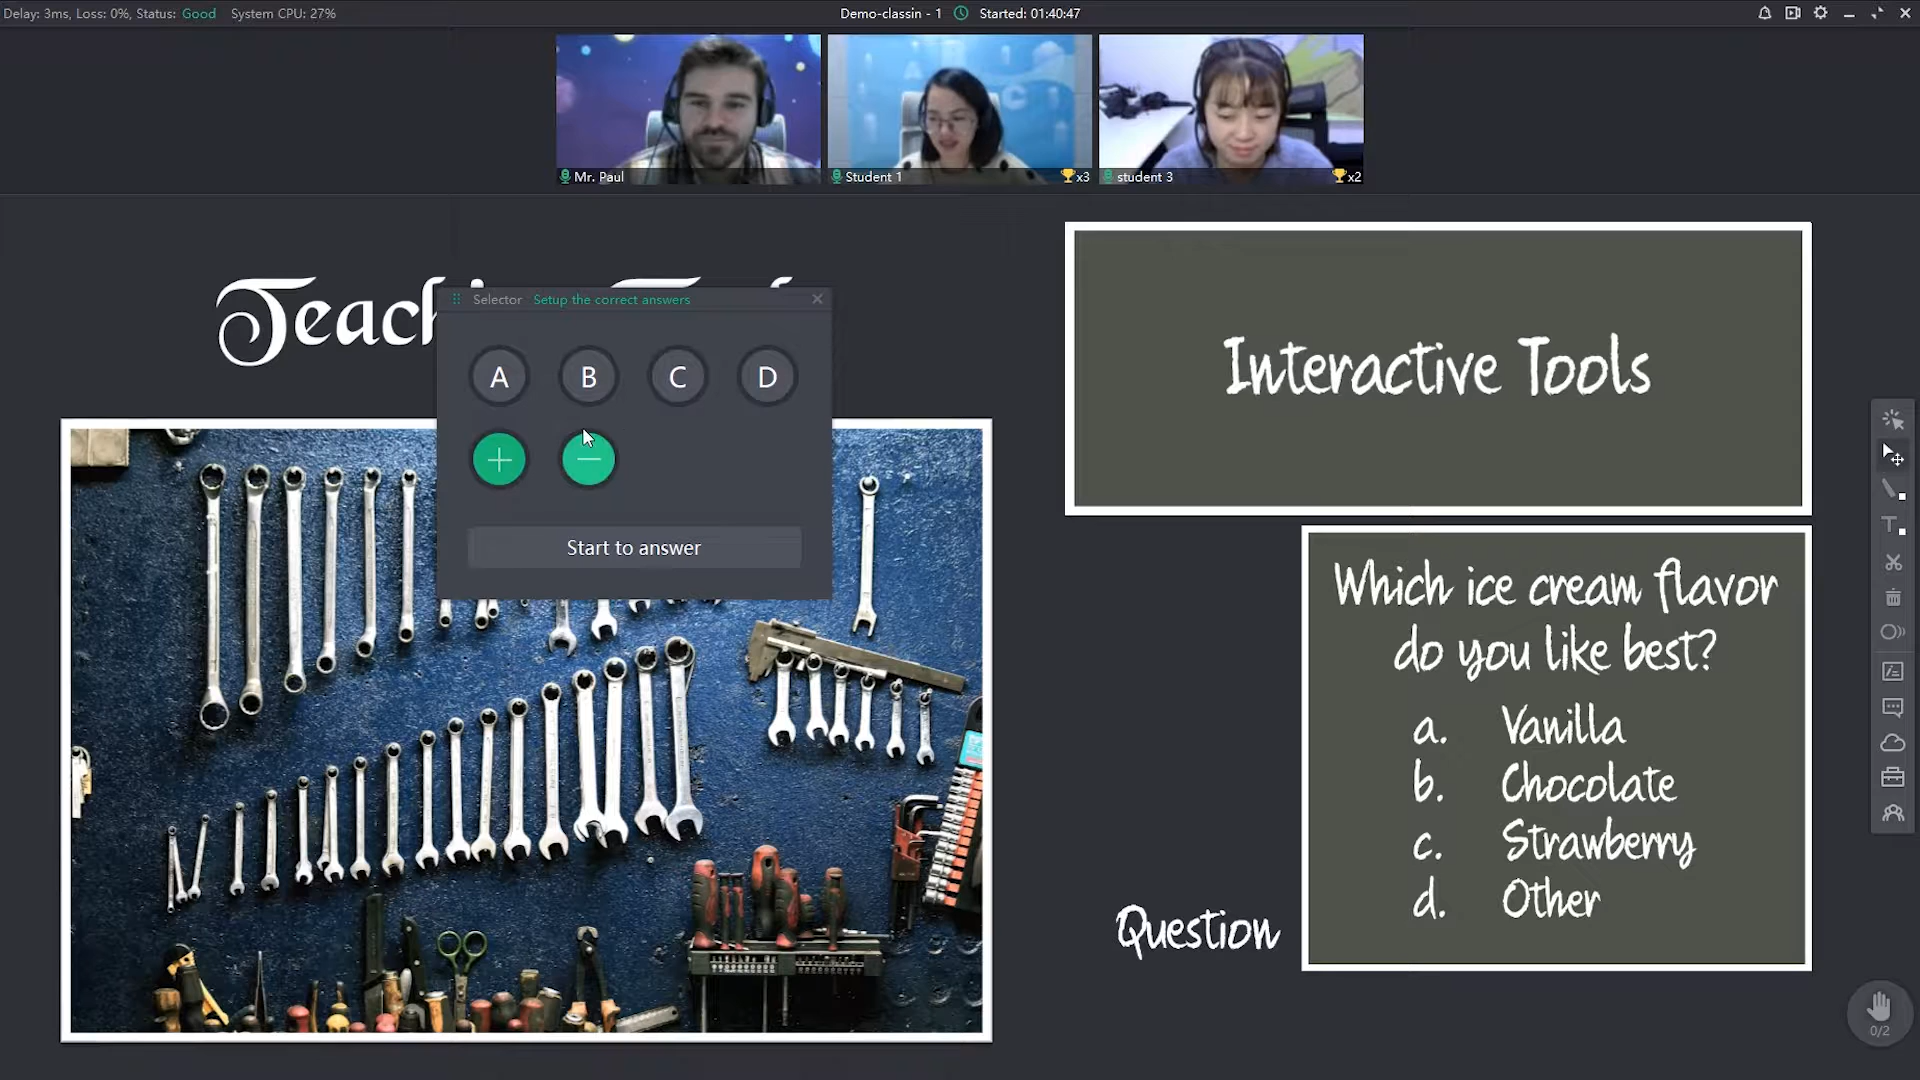 Delay: 3ms, Loss: 0%, Status: Good System CPU: 27%
Demo-classin - 1 Started: 01:40:47
Mr. Paul
Student 1 x3
student 3 x2
Teach
Selector Setup the correct answers
A B C D
Start to answer
Interactive Tools
Which ice cream flavor
do you like best?
a. Vanilla
b. Chocolate
c. Strawberry
d. Other
Question
0/2